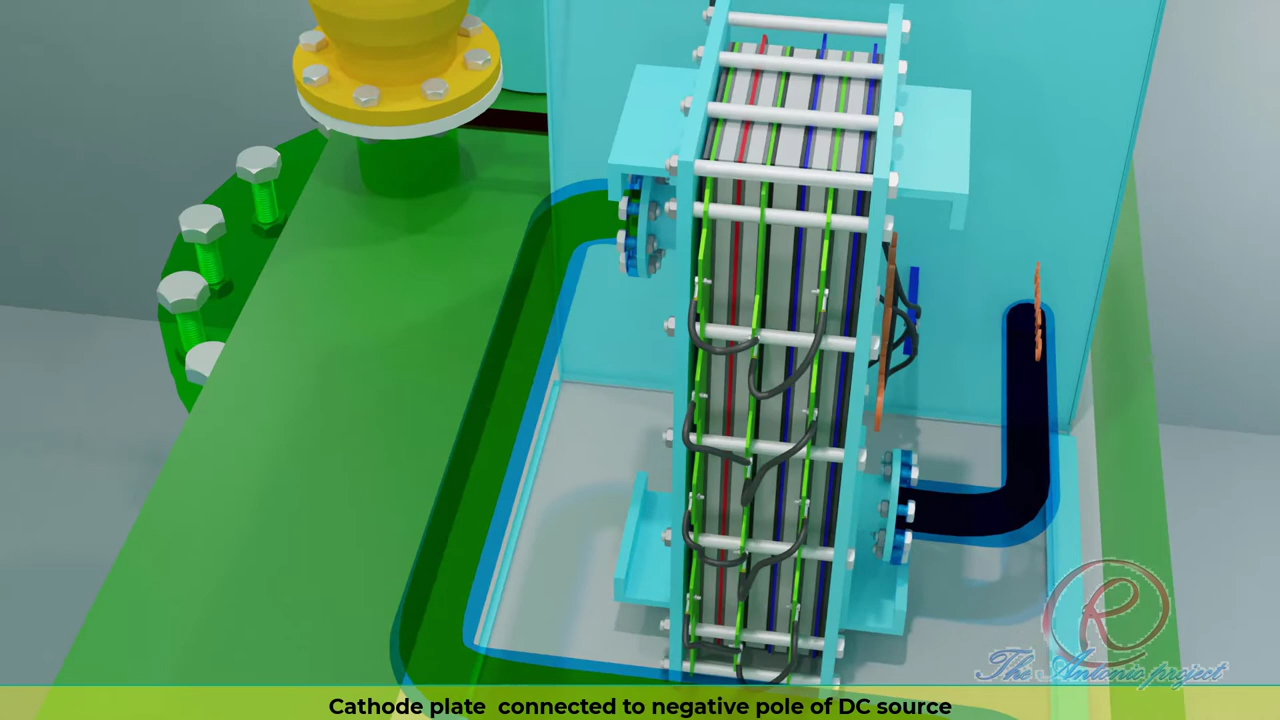 R
The Antonio project
Cathode plate connected to negative pole of DC source